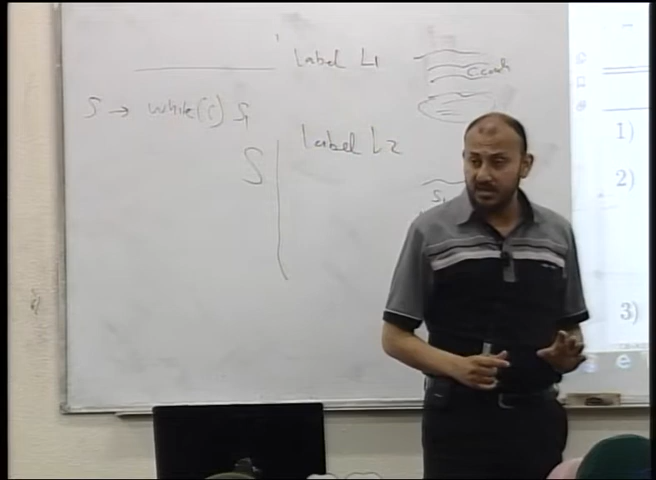 Label L1
C.code
S → while(C) S1
Label L2
S
S1
1)
2)
3)